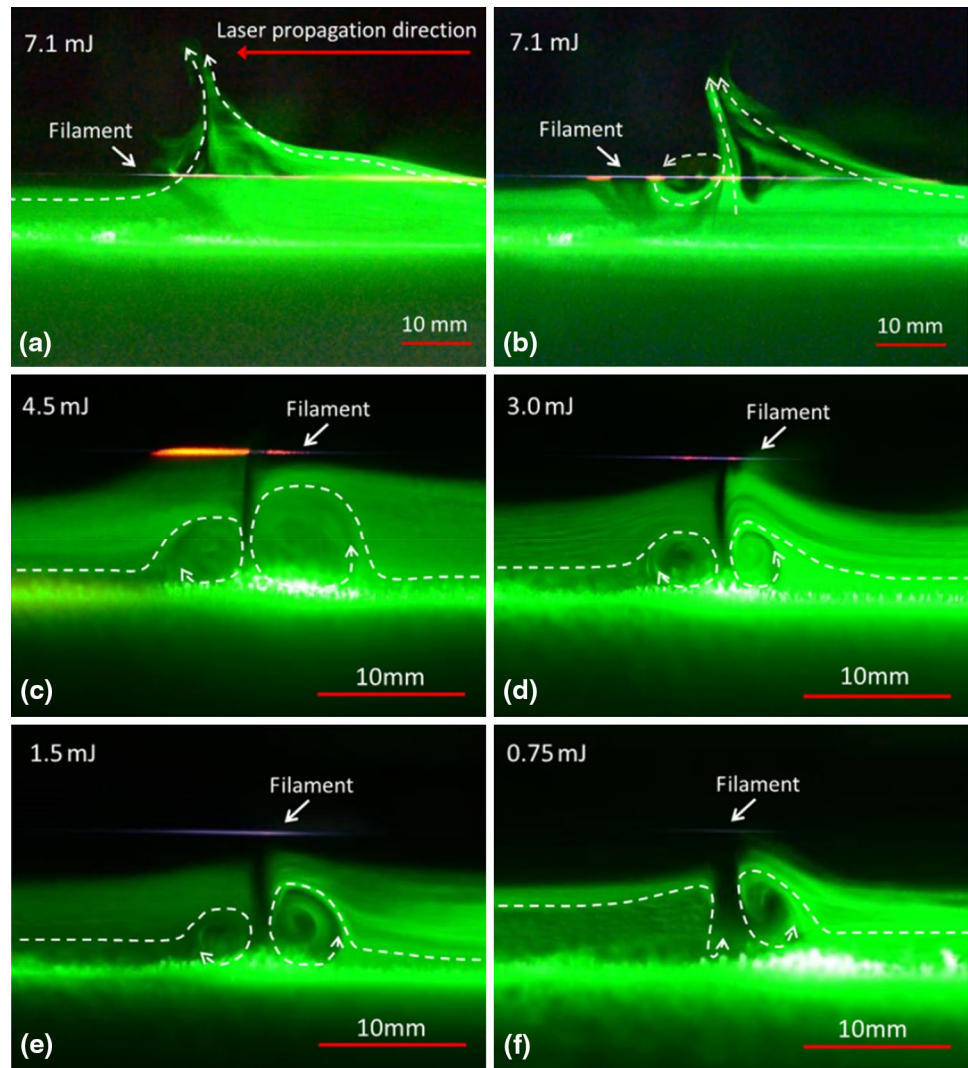 7.1 mJ
Laser propagation direction
Filament
10 mm
(a)
7.1 mJ
Filament
10 mm
(b)
4.5 mJ
Filament
10mm
(c)
3.0 mJ
Filament
10mm
(d)
1.5 mJ
Filament
10mm
(e)
0.75 mJ
Filament
10mm
(f)